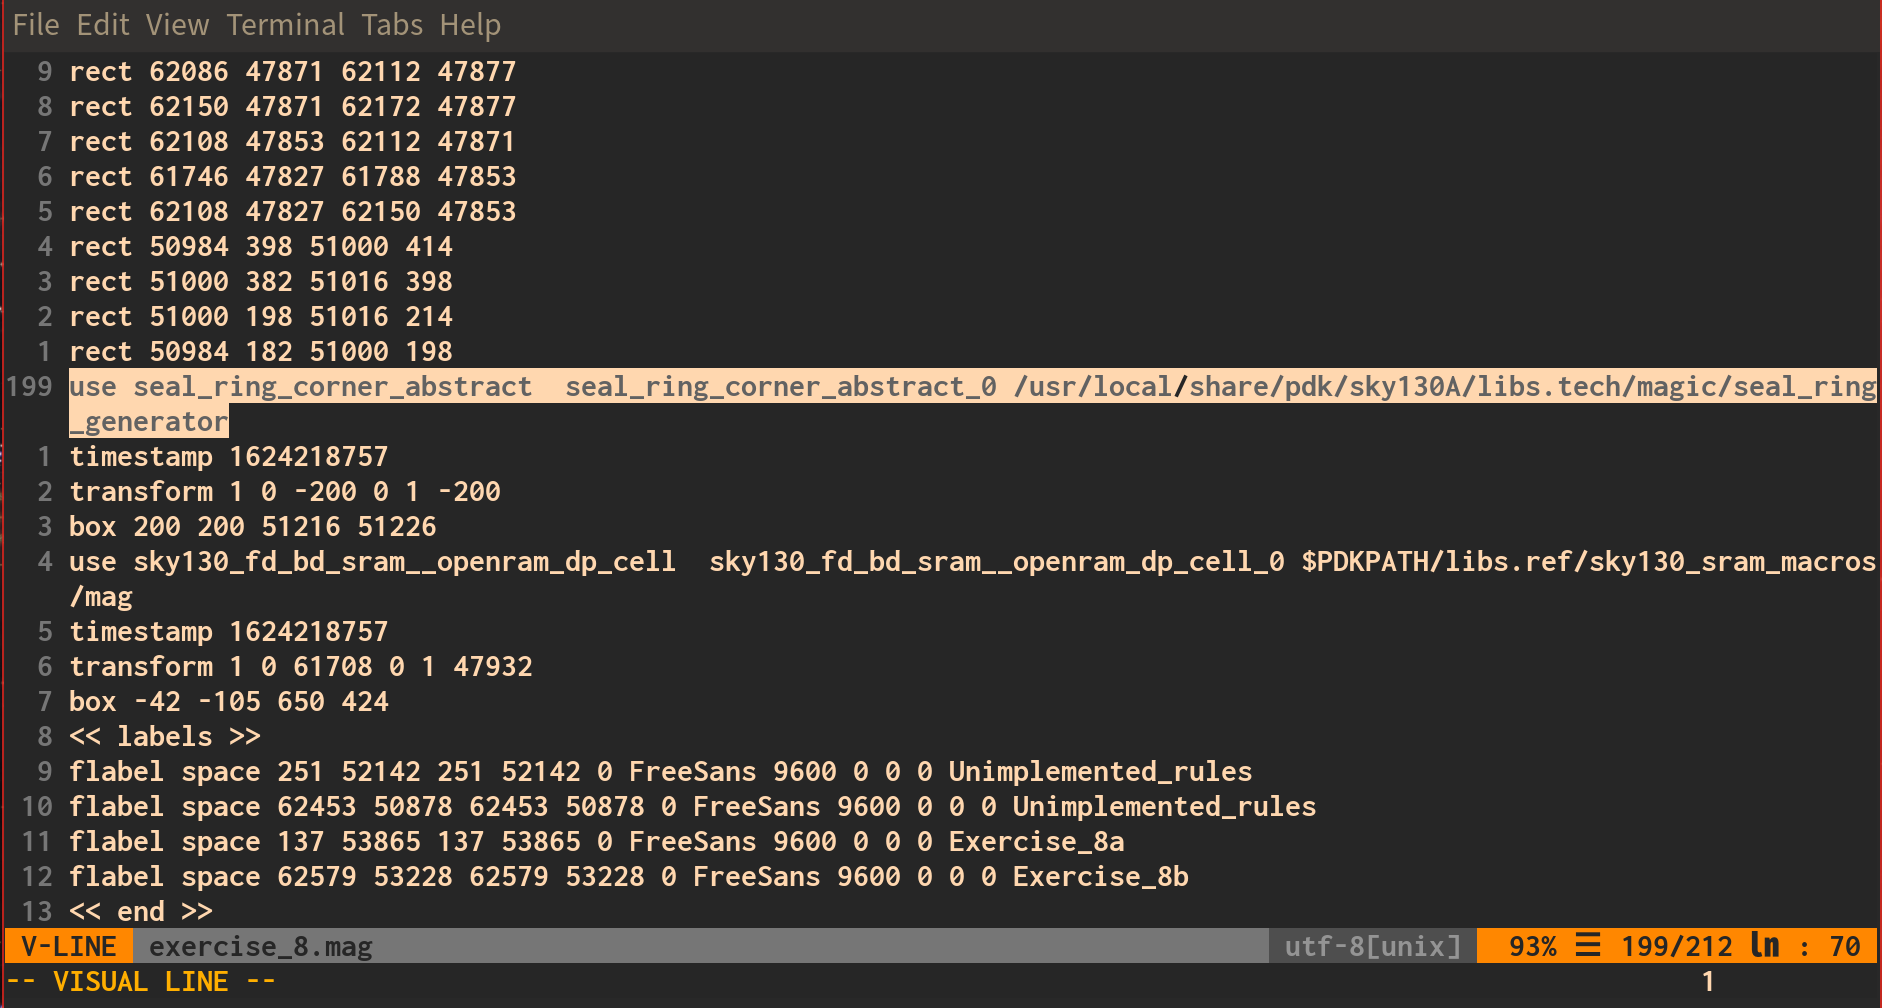 File Edit View Terminal Tabs Help
9 rect 62086 47871 62112 47877
8 rect 62150 47871 62172 47877
7 rect 62108 47853 62112 47871
6 rect 61746 47827 61788 47853
5 rect 62108 47827 62150 47853
4 rect 50984 398 51000 414
3 rect 51000 382 51016 398
2 rect 51000 198 51016 214
1 rect 50984 182 51000 198
199 use seal_ring_corner_abstract  seal_ring_corner_abstract_0 /usr/local/share/pdk/sky130A/libs.tech/magic/seal_ring
_generator
1 timestamp 1624218757
2 transform 1 0 -200 0 1 -200
3 box 200 200 51216 51226
4 use sky130_fd_bd_sram__openram_dp_cell  sky130_fd_bd_sram__openram_dp_cell_0 $PDKPATH/libs.ref/sky130_sram_macros
/mag
5 timestamp 1624218757
6 transform 1 0 61708 0 1 47932
7 box -42 -105 650 424
8 << labels >>
9 flabel space 251 52142 251 52142 0 FreeSans 9600 0 0 0 Unimplemented_rules
10 flabel space 62453 50878 62453 50878 0 FreeSans 9600 0 0 0 Unimplemented_rules
11 flabel space 137 53865 137 53865 0 FreeSans 9600 0 0 0 Exercise_8a
12 flabel space 62579 53228 62579 53228 0 FreeSans 9600 0 0 0 Exercise_8b
13 << end >>
V-LINE exercise_8.mag utf-8[unix] 93% ☰ 199/212 ln : 70
-- VISUAL LINE -- 1